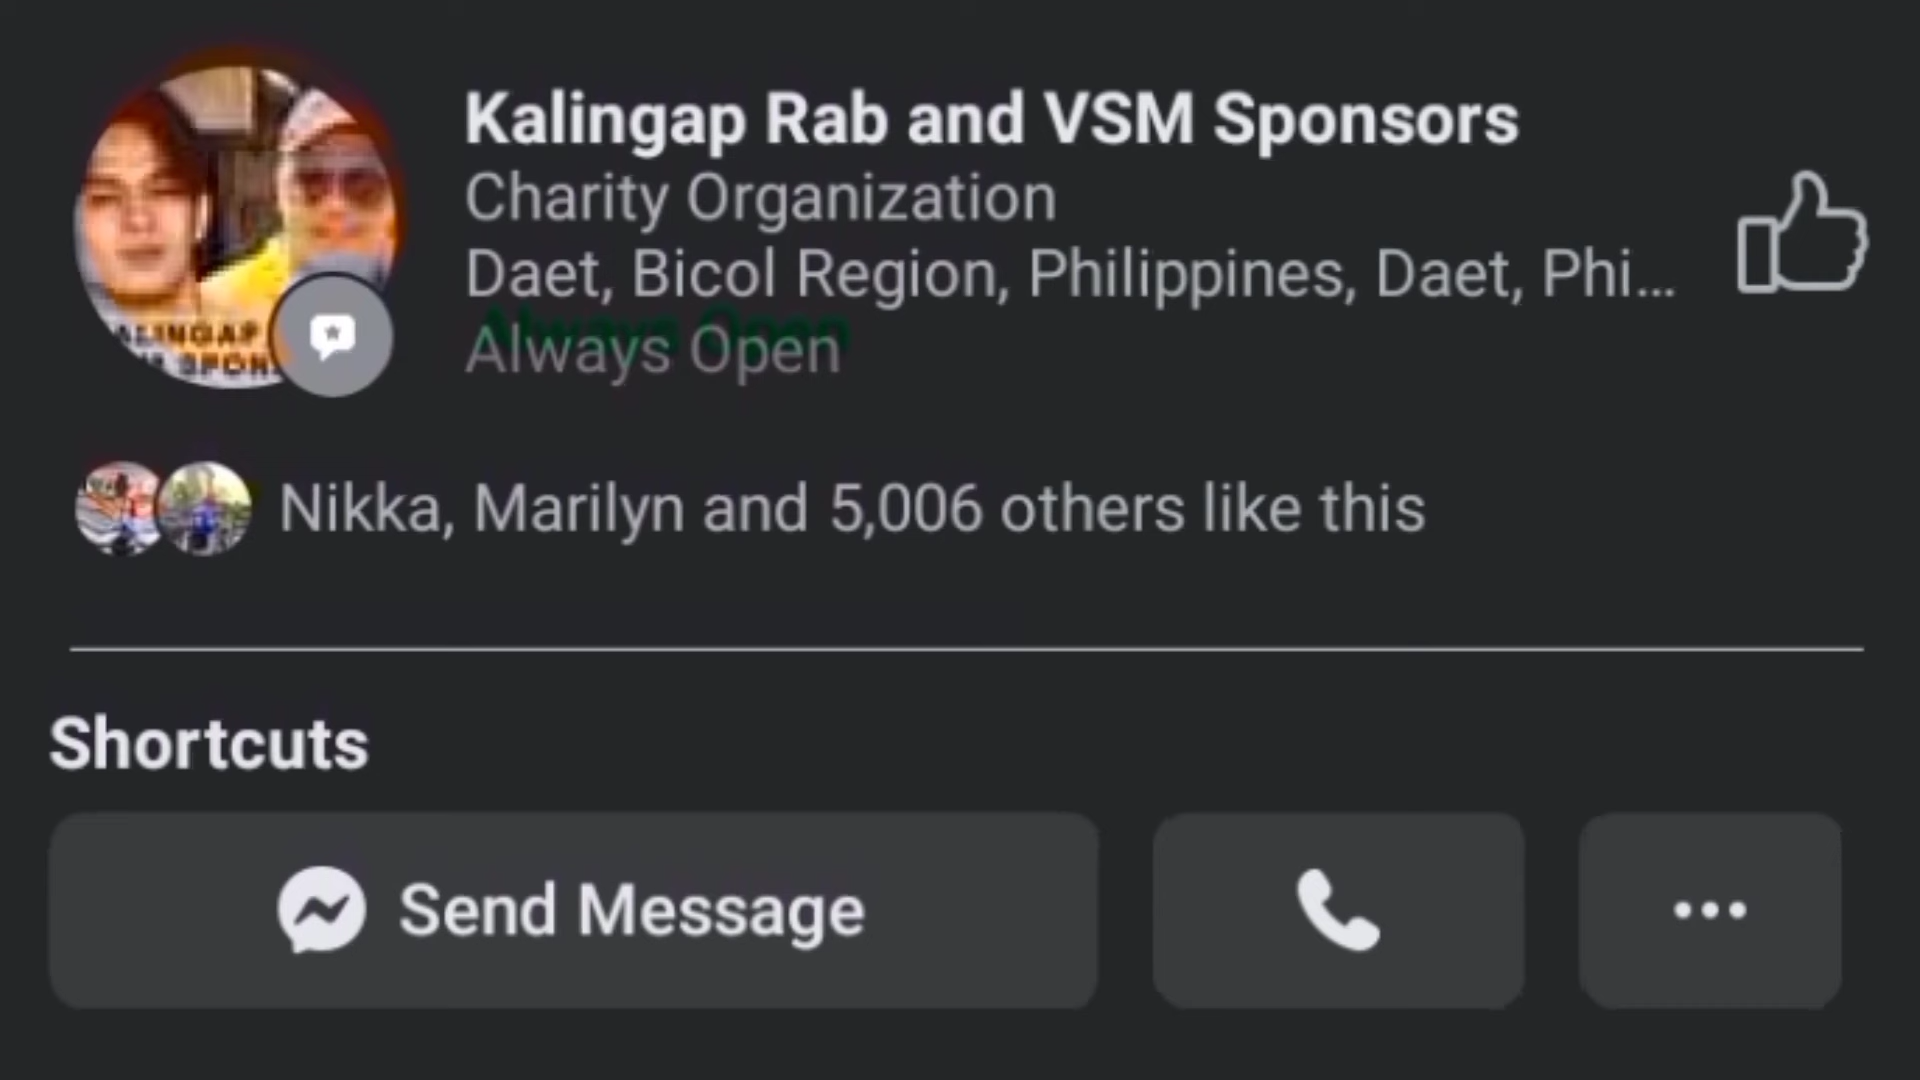 Kalingap Rab and VSM Sponsors
Charity Organization
Daet, Bicol Region, Philippines, Daet, Phi...
Always Open
Nikka, Marilyn and 5,006 others like this
Shortcuts
Send Message